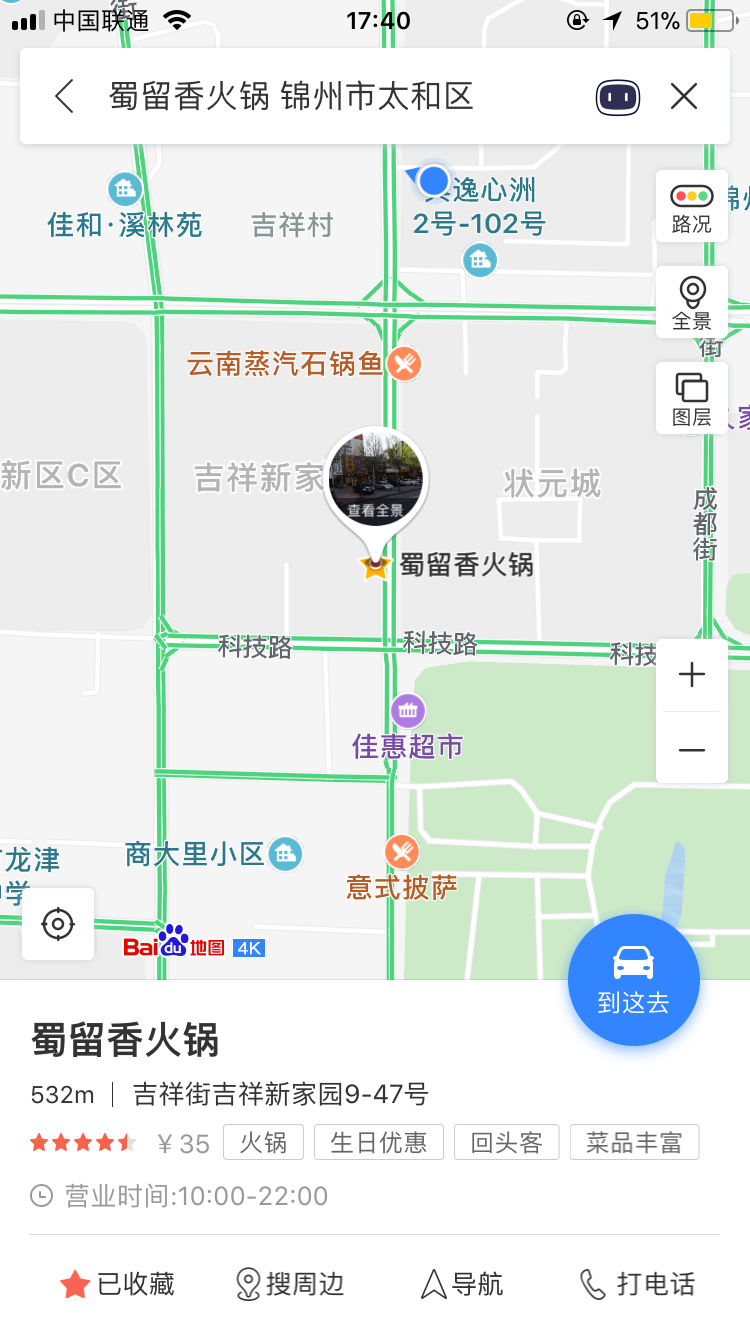 中国联通 17:40 51%
蜀留香火锅 锦州市太和区
街
逸心洲
2号-102号
佳和·溪林苑
吉祥村
路况
锦州
全景
街
云南蒸汽石锅鱼
图层
家
新区C区
吉祥新家
状元城
查看全景
成都街
蜀留香火锅
科技路
科技路
科技
佳惠超市
龙津
商大里小区
意式披萨
Bai du 地图 4K
到这去
蜀留香火锅
532m | 吉祥街吉祥新家园9-47号
¥35 火锅 生日优惠 回头客 菜品丰富
营业时间:10:00-22:00
已收藏 搜周边 导航 打电话